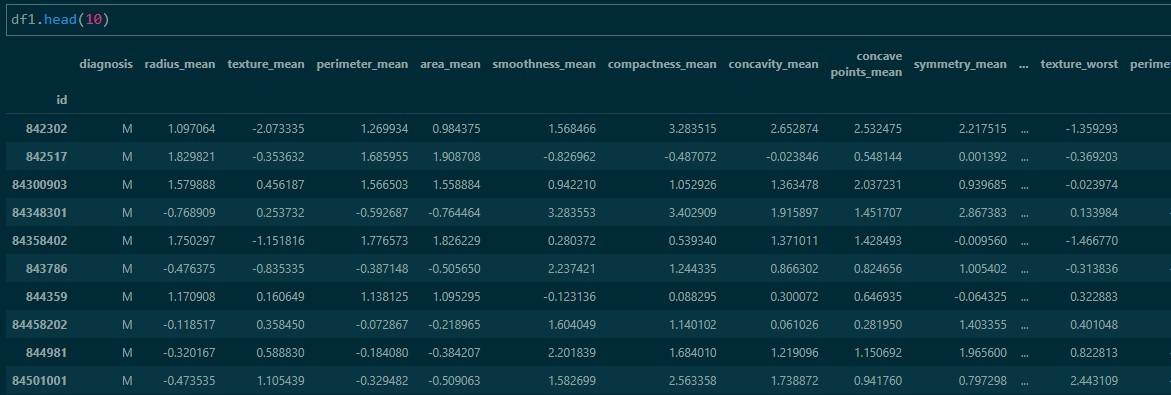 df1.head(10)
diagnosis radius_mean texture_mean perimeter_mean area_mean smoothness_mean compactness_mean concavity_mean concave points_mean symmetry_mean ... texture_worst perimet
id
842302 M 1.097064 -2.073335 1.269934 0.984375 1.568466 3.283515 2.652874 2.532475 2.217515 ... -1.359293
842517 M 1.829821 -0.353632 1.685955 1.908708 -0.826962 -0.487072 -0.023846 0.548144 0.001392 ... -0.369203
84300903 M 1.579888 0.456187 1.566503 1.558884 0.942210 1.052926 1.363478 2.037231 0.939685 ... -0.023974
84348301 M -0.768909 0.253732 -0.592687 -0.764464 3.283553 3.402909 1.915897 1.451707 2.867383 ... 0.133984
84358402 M 1.750297 -1.151816 1.776573 1.826229 0.280372 0.539340 1.371011 1.428493 -0.009560 ... -1.466770
843786 M -0.476375 -0.835335 -0.387148 -0.505650 2.237421 1.244335 0.866302 0.824656 1.005402 ... -0.313836
844359 M 1.170908 0.160649 1.138125 1.095295 -0.123136 0.088295 0.300072 0.646935 -0.064325 ... 0.322883
84458202 M -0.118517 0.358450 -0.072867 -0.218965 1.604049 1.140102 0.061026 0.281950 1.403355 ... 0.401048
844981 M -0.320167 0.588830 -0.184080 -0.384207 2.201839 1.684010 1.219096 1.150692 1.965600 ... 0.822813
84501001 M -0.473535 1.105439 -0.329482 -0.509063 1.582699 2.563358 1.738872 0.941760 0.797298 ... 2.443109